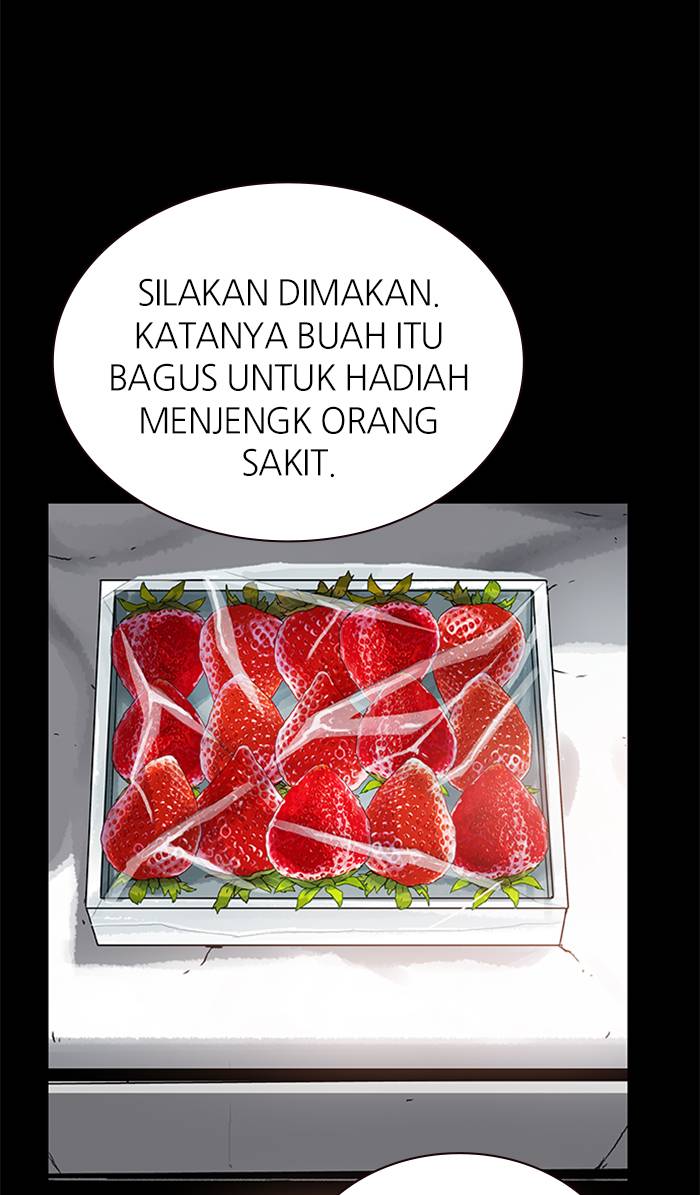 SILAKAN DIMAKAN.
KATANYA BUAH ITU
BAGUS UNTUK HADIAH
MENJENGK ORANG
SAKIT.